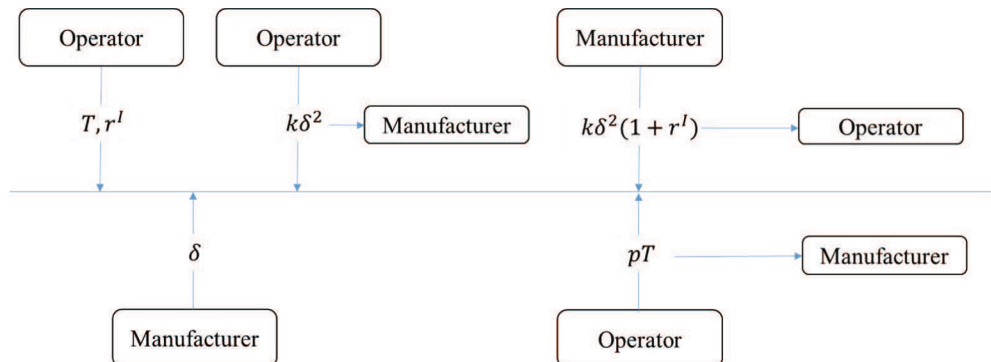 Operator
Operator
Manufacturer
T, r^I
kδ²
Manufacturer
kδ²(1 + r^I)
Operator
δ
pT
Manufacturer
Manufacturer
Operator